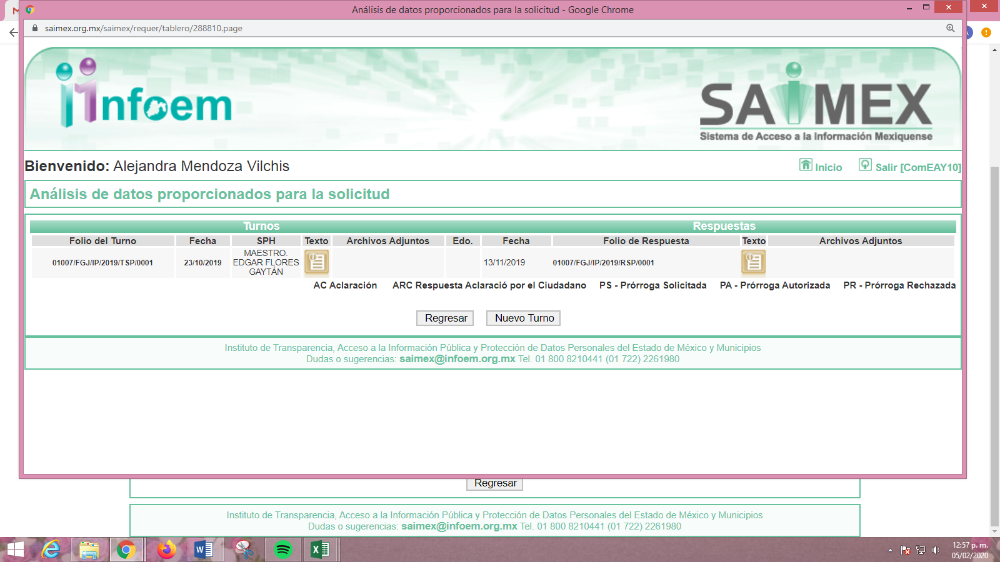 Análisis de datos proporcionados para la solicitud - Google Chrome
saimex.org.mx/saimex/requer/tablero/288810.page
infoem
SAIMEX
Sistema de Acceso a la Información Mexiquense
Bienvenido: Alejandra Mendoza Vilchis
Inicio Salir [ComEAY10]
Análisis de datos proporcionados para la solicitud
Turnos Respuestas
Folio del Turno Fecha SPH Texto Archivos Adjuntos Edo. Fecha Folio de Respuesta Texto Archivos Adjuntos
01007/FGJ/IP/2019/TSP/0001 23/10/2019 MAESTRO. EDGAR FLORES GAYTÁN 13/11/2019 01007/FGJ/IP/2019/RSP/0001
AC Aclaración ARC Respuesta Aclaració por el Ciudadano PS - Prórroga Solicitada PA - Prórroga Autorizada PR - Prórroga Rechazada
Regresar Nuevo Turno
Instituto de Transparencia, Acceso a la Información Pública y Protección de Datos Personales del Estado de México y Municipios
Dudas o sugerencias: saimex@infoem.org.mx Tel. 01 800 8210441 (01 722) 2261980
Regresar
Instituto de Transparencia, Acceso a la Información Pública y Protección de Datos Personales del Estado de México y Municipios
Dudas o sugerencias: saimex@infoem.org.mx Tel. 01 800 8210441 (01 722) 2261980
12:57 p. m.
05/02/2020